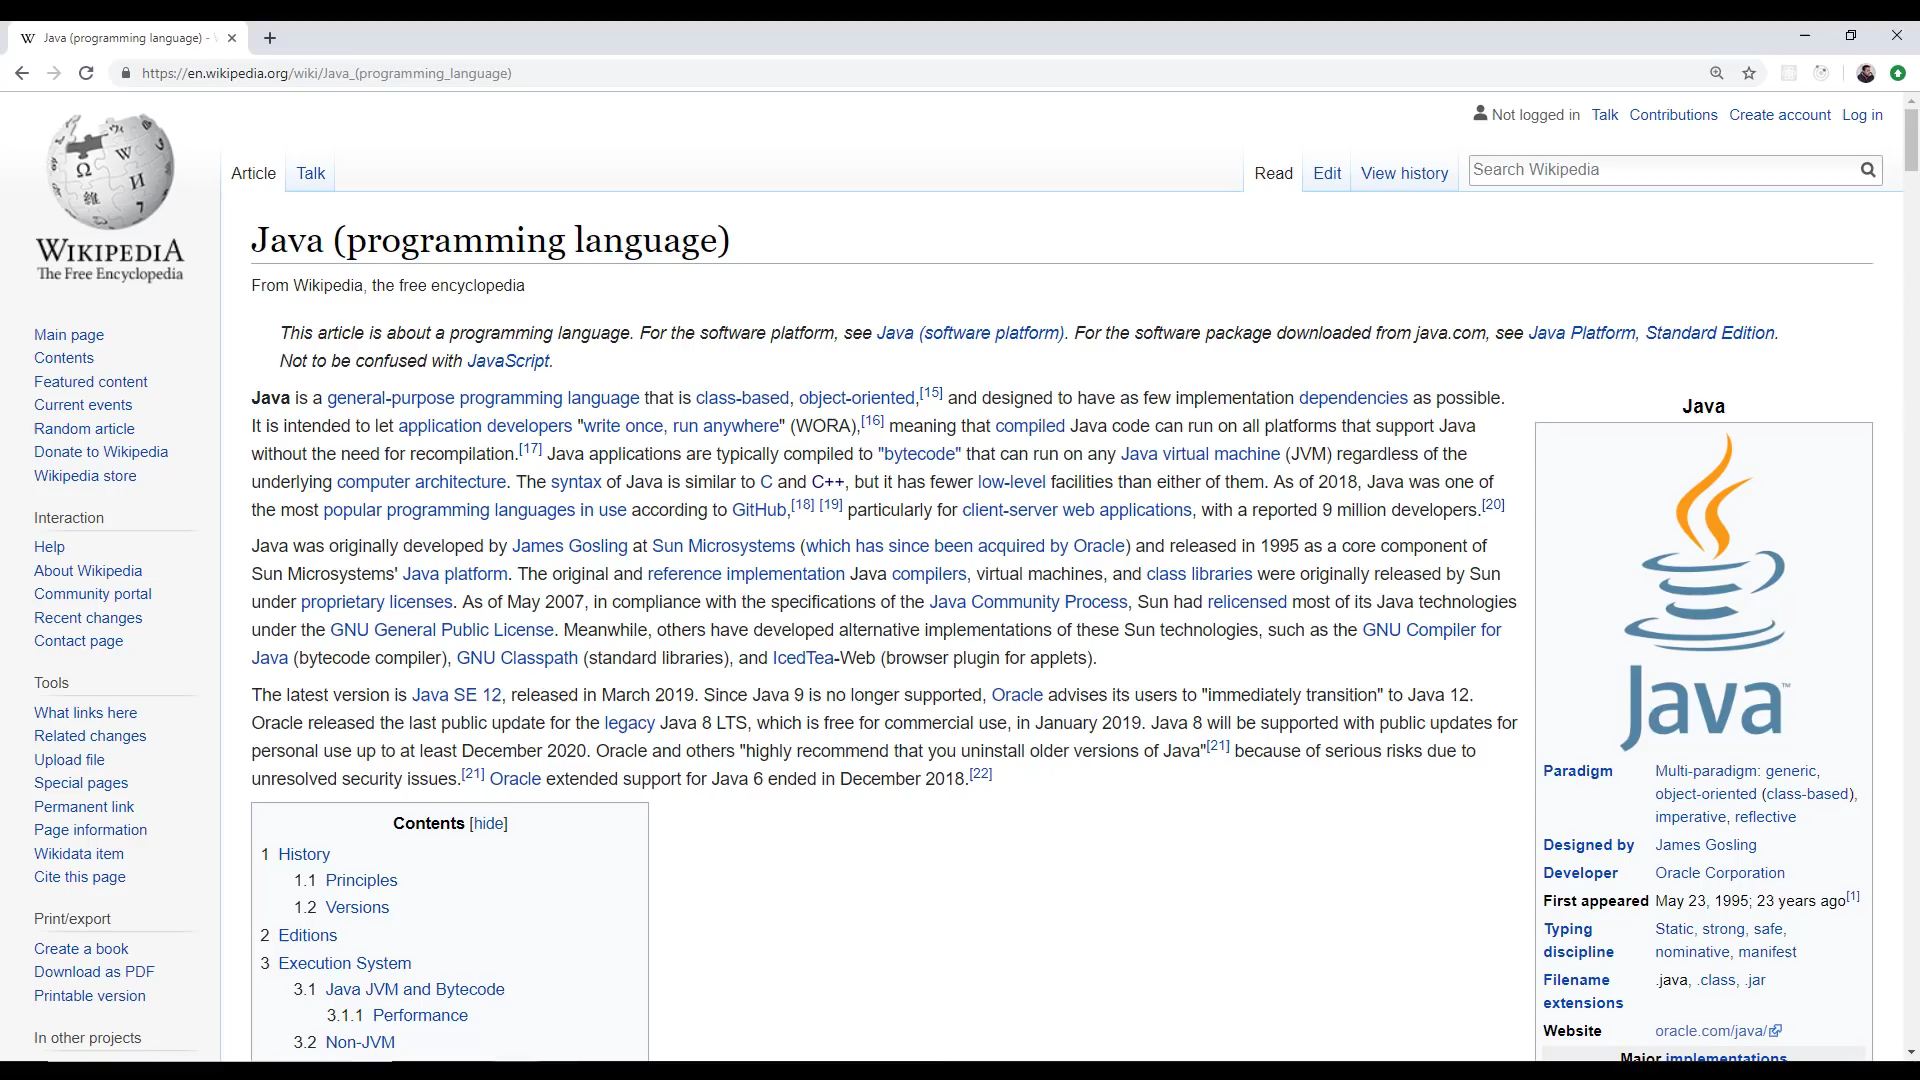 Java (programming language) -
https://en.wikipedia.org/wiki/Java_(programming_language)
Not logged in Talk Contributions Create account Log in
Article Talk Read Edit View history Search Wikipedia
WIKIPEDIA
The Free Encyclopedia
Main page
Contents
Featured content
Current events
Random article
Donate to Wikipedia
Wikipedia store
Interaction
Help
About Wikipedia
Community portal
Recent changes
Contact page
Tools
What links here
Related changes
Upload file
Special pages
Permanent link
Page information
Wikidata item
Cite this page
Print/export
Create a book
Download as PDF
Printable version
In other projects
Java (programming language)
From Wikipedia, the free encyclopedia
This article is about a programming language. For the software platform, see Java (software platform). For the software package downloaded from java.com, see Java Platform, Standard Edition.
Not to be confused with JavaScript.
Java is a general-purpose programming language that is class-based, object-oriented,[15] and designed to have as few implementation dependencies as possible.
It is intended to let application developers "write once, run anywhere" (WORA),[16] meaning that compiled Java code can run on all platforms that support Java
without the need for recompilation.[17] Java applications are typically compiled to "bytecode" that can run on any Java virtual machine (JVM) regardless of the
underlying computer architecture. The syntax of Java is similar to C and C++, but it has fewer low-level facilities than either of them. As of 2018, Java was one of
the most popular programming languages in use according to GitHub,[18] [19] particularly for client-server web applications, with a reported 9 million developers.[20]
Java was originally developed by James Gosling at Sun Microsystems (which has since been acquired by Oracle) and released in 1995 as a core component of
Sun Microsystems' Java platform. The original and reference implementation Java compilers, virtual machines, and class libraries were originally released by Sun
under proprietary licenses. As of May 2007, in compliance with the specifications of the Java Community Process, Sun had relicensed most of its Java technologies
under the GNU General Public License. Meanwhile, others have developed alternative implementations of these Sun technologies, such as the GNU Compiler for
Java (bytecode compiler), GNU Classpath (standard libraries), and IcedTea-Web (browser plugin for applets).
The latest version is Java SE 12, released in March 2019. Since Java 9 is no longer supported, Oracle advises its users to "immediately transition" to Java 12.
Oracle released the last public update for the legacy Java 8 LTS, which is free for commercial use, in January 2019. Java 8 will be supported with public updates for
personal use up to at least December 2020. Oracle and others "highly recommend that you uninstall older versions of Java"[21] because of serious risks due to
unresolved security issues.[21] Oracle extended support for Java 6 ended in December 2018.[22]
Contents [hide]
1 History
1.1 Principles
1.2 Versions
2 Editions
3 Execution System
3.1 Java JVM and Bytecode
3.1.1 Performance
3.2 Non-JVM
Java
Java™
Paradigm Multi-paradigm: generic,
object-oriented (class-based),
imperative, reflective
Designed by James Gosling
Developer Oracle Corporation
First appeared May 23, 1995; 23 years ago[1]
Typing Static, strong, safe,
discipline nominative, manifest
Filename .java, .class, .jar
extensions
Website oracle.com/java/
Major implementations